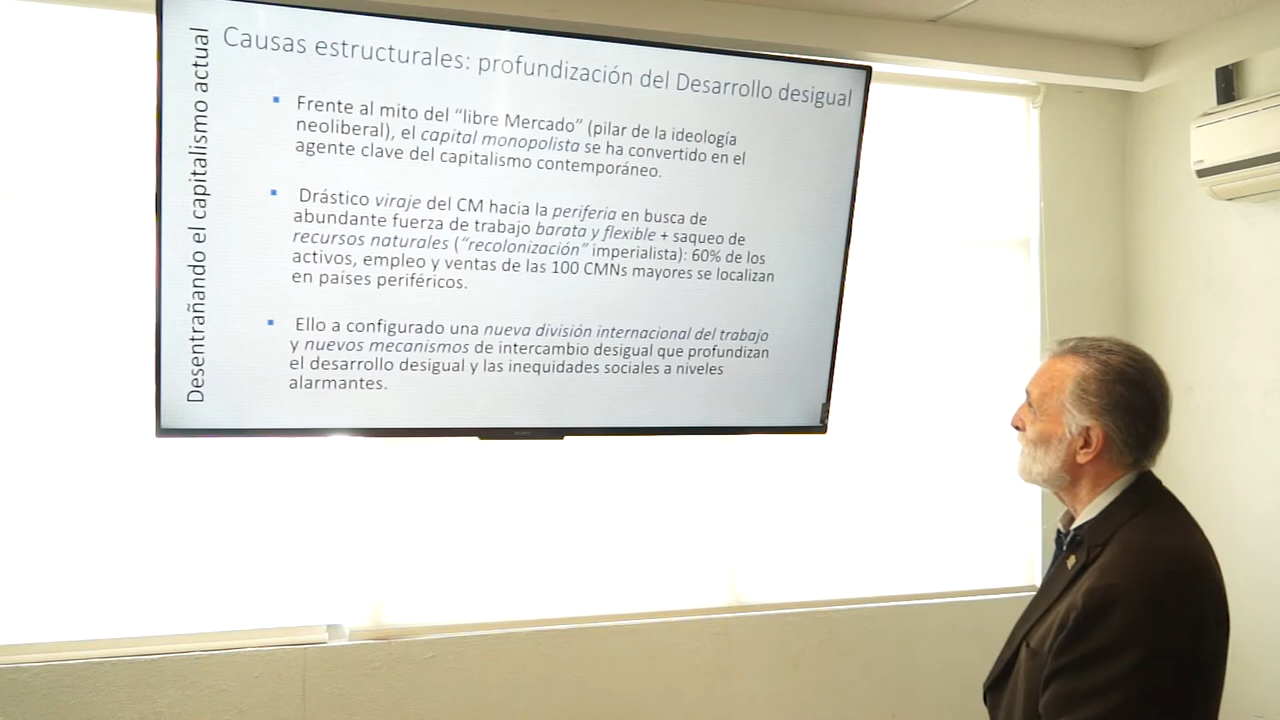 Desentrañando el capitalismo actual
Causas estructurales: profundización del Desarrollo desigual
Frente al mito del “libre Mercado” (pilar de la ideología
neoliberal), el capital monopolista se ha convertido en el
agente clave del capitalismo contemporáneo.
Drástico viraje del CM hacia la periferia en busca de
abundante fuerza de trabajo barata y flexible + saqueo de
recursos naturales (“recolonización” imperialista): 60% de los
activos, empleo y ventas de las 100 CMNs mayores se localizan
en países periféricos.
Ello a configurado una nueva división internacional del trabajo
y nuevos mecanismos de intercambio desigual que profundizan
el desarrollo desigual y las inequidades sociales a niveles
alarmantes.